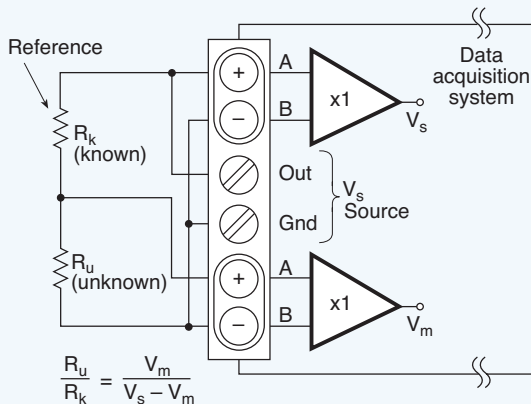 Reference
R_k
(known)
R_u
(unknown)
+
−
+
−
A
B
x1
V_s
Data
acquisition
system
Out
Gnd
V_s
Source
A
B
x1
V_m
R_u / R_k = V_m / V_s – V_m